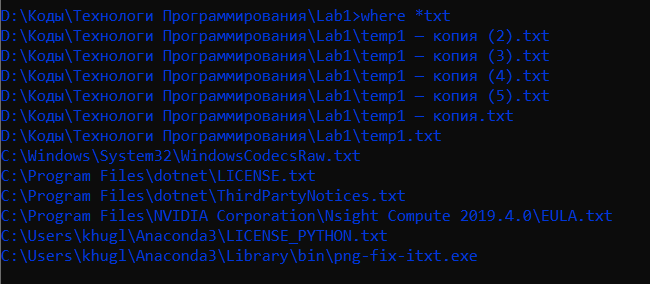 D:\Коды\Технологи Программирования\Lab1>where *txt
D:\Коды\Технологи Программирования\Lab1\temp1 — копия (2).txt
D:\Коды\Технологи Программирования\Lab1\temp1 — копия (3).txt
D:\Коды\Технологи Программирования\Lab1\temp1 — копия (4).txt
D:\Коды\Технологи Программирования\Lab1\temp1 — копия (5).txt
D:\Коды\Технологи Программирования\Lab1\temp1 — копия.txt
D:\Коды\Технологи Программирования\Lab1\temp1.txt
C:\Windows\System32\WindowsCodecsRaw.txt
C:\Program Files\dotnet\LICENSE.txt
C:\Program Files\dotnet\ThirdPartyNotices.txt
C:\Program Files\NVIDIA Corporation\Nsight Compute 2019.4.0\EULA.txt
C:\Users\khugl\Anaconda3\LICENSE_PYTHON.txt
C:\Users\khugl\Anaconda3\Library\bin\png-fix-itxt.exe